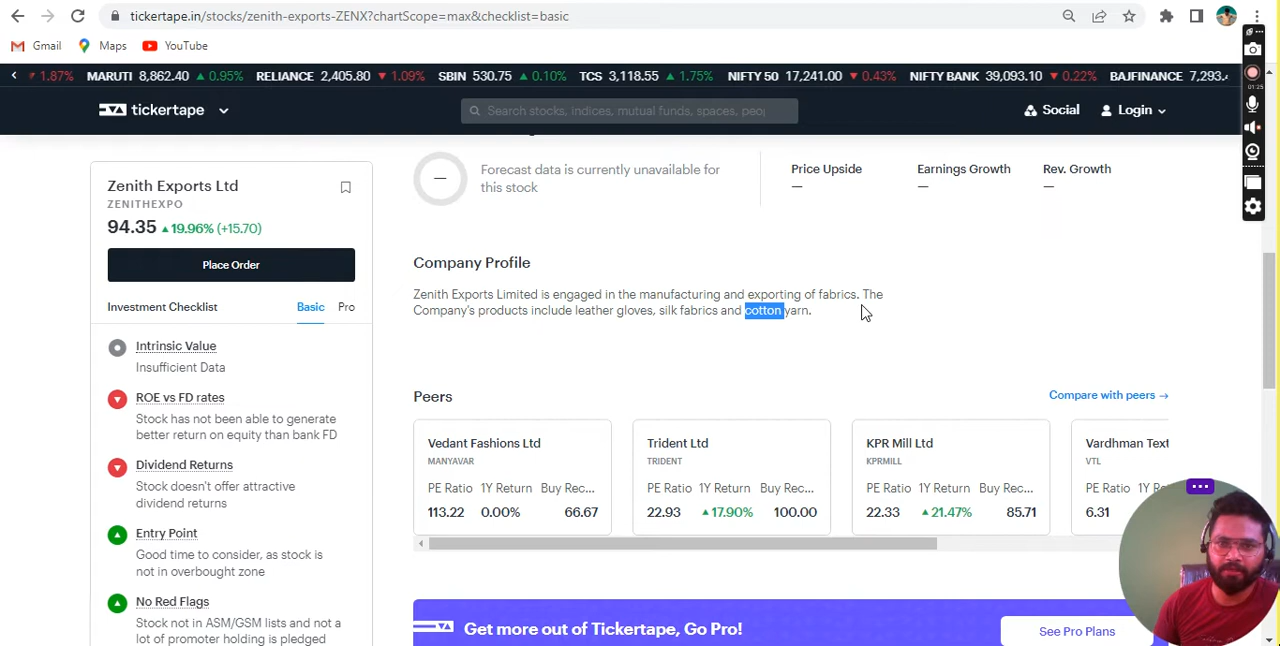 tickertape.in/stocks/zenith-exports-ZENX?chartScope=max&checklist=basic
Gmail Maps YouTube
1.87% MARUTI 8,862.40 ▲ 0.95% RELIANCE 2,405.80 ▼ 1.09% SBIN 530.75 ▲ 0.10% TCS 3,118.55 ▲ 1.75% NIFTY 50 17,241.00 ▼ 0.43% NIFTY BANK 39,093.10 ▼ 0.22% BAJFINANCE 7,293.
tickertape Search stocks, indices, mutual funds, spaces, Social Login
01:25
Zenith Exports Ltd
ZENITHEXPO
94.35 ▲ 19.96% (+15.70)
Place Order
Investment Checklist Basic Pro
Intrinsic Value
Insufficient Data
ROE vs FD rates
Stock has not been able to generate
better return on equity than bank FD
Dividend Returns
Stock doesn't offer attractive
dividend returns
Entry Point
Good time to consider, as stock is
not in overbought zone
No Red Flags
Stock not in ASM/GSM lists and not a
lot of promoter holding is pledged
Forecast data is currently unavailable for
this stock
Price Upside Earnings Growth Rev. Growth
— — —
Company Profile
Zenith Exports Limited is engaged in the manufacturing and exporting of fabrics. The
Company's products include leather gloves, silk fabrics and cotton yarn.
Peers Compare with peers →
Vedant Fashions Ltd
MANYAVAR
PE Ratio 1Y Return Buy Rec...
113.22 0.00% 66.67
Trident Ltd
TRIDENT
PE Ratio 1Y Return Buy Rec...
22.93 ▲ 17.90% 100.00
KPR Mill Ltd
KPRMILL
PE Ratio 1Y Return Buy Rec...
22.33 ▲ 21.47% 85.71
Vardhman
VTL
PE Ratio
6.31
Get more out of Tickertape, Go Pro! See Pro Plans